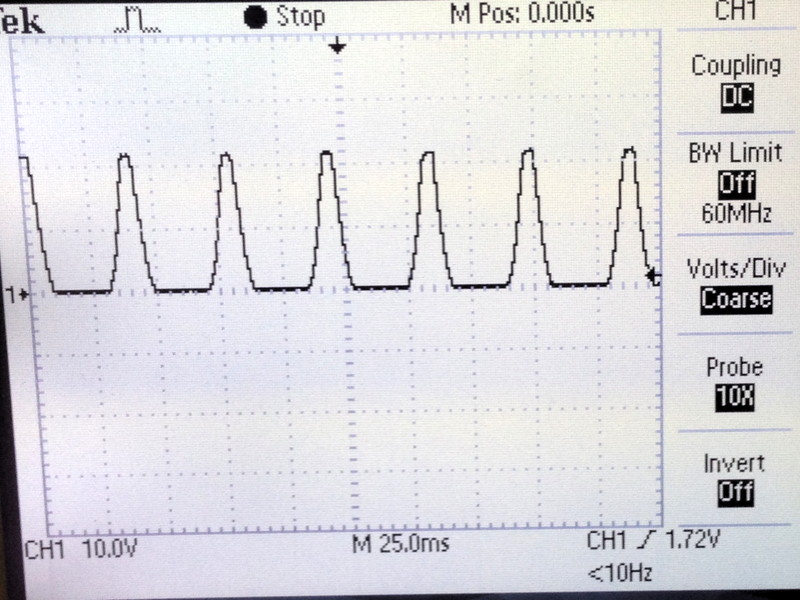 Tek Stop M Pos: 0.000s CH1
Coupling
DC
BW Limit
Off
60MHz
Volts/Div
Coarse
Probe
10X
Invert
Off
1
CH1 10.0V M 25.0ms CH1 1.72V
<10Hz